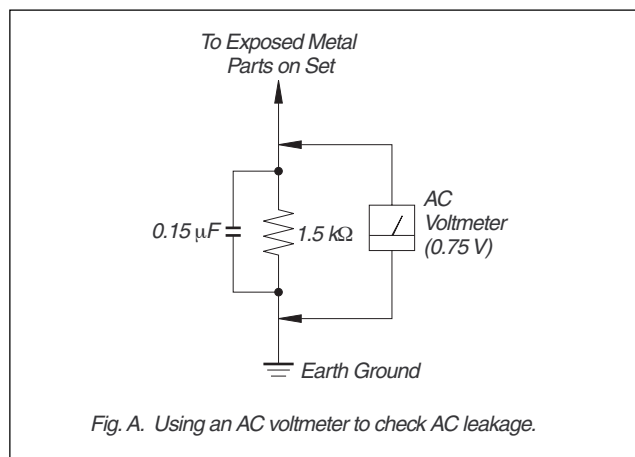 To Exposed Metal
Parts on Set
0.15 μF
1.5 kΩ
AC
Voltmeter
(0.75 V)
Earth Ground
Fig. A. Using an AC voltmeter to check AC leakage.